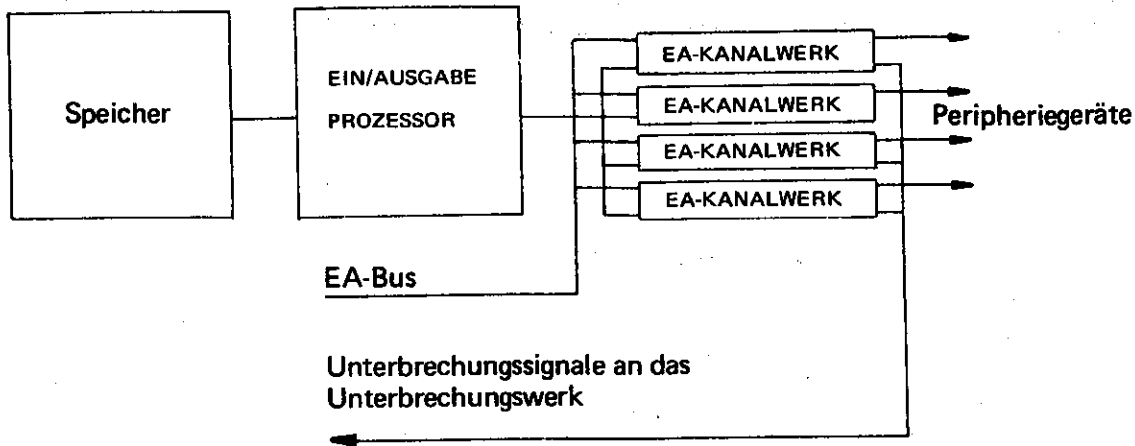 Speicher
EIN/AUSGABE
PROZESSOR
EA-KANALWERK
EA-KANALWERK
EA-KANALWERK
EA-KANALWERK
Peripheriegeräte
EA-Bus
Unterbrechungssignale an das
Unterbrechungswerk